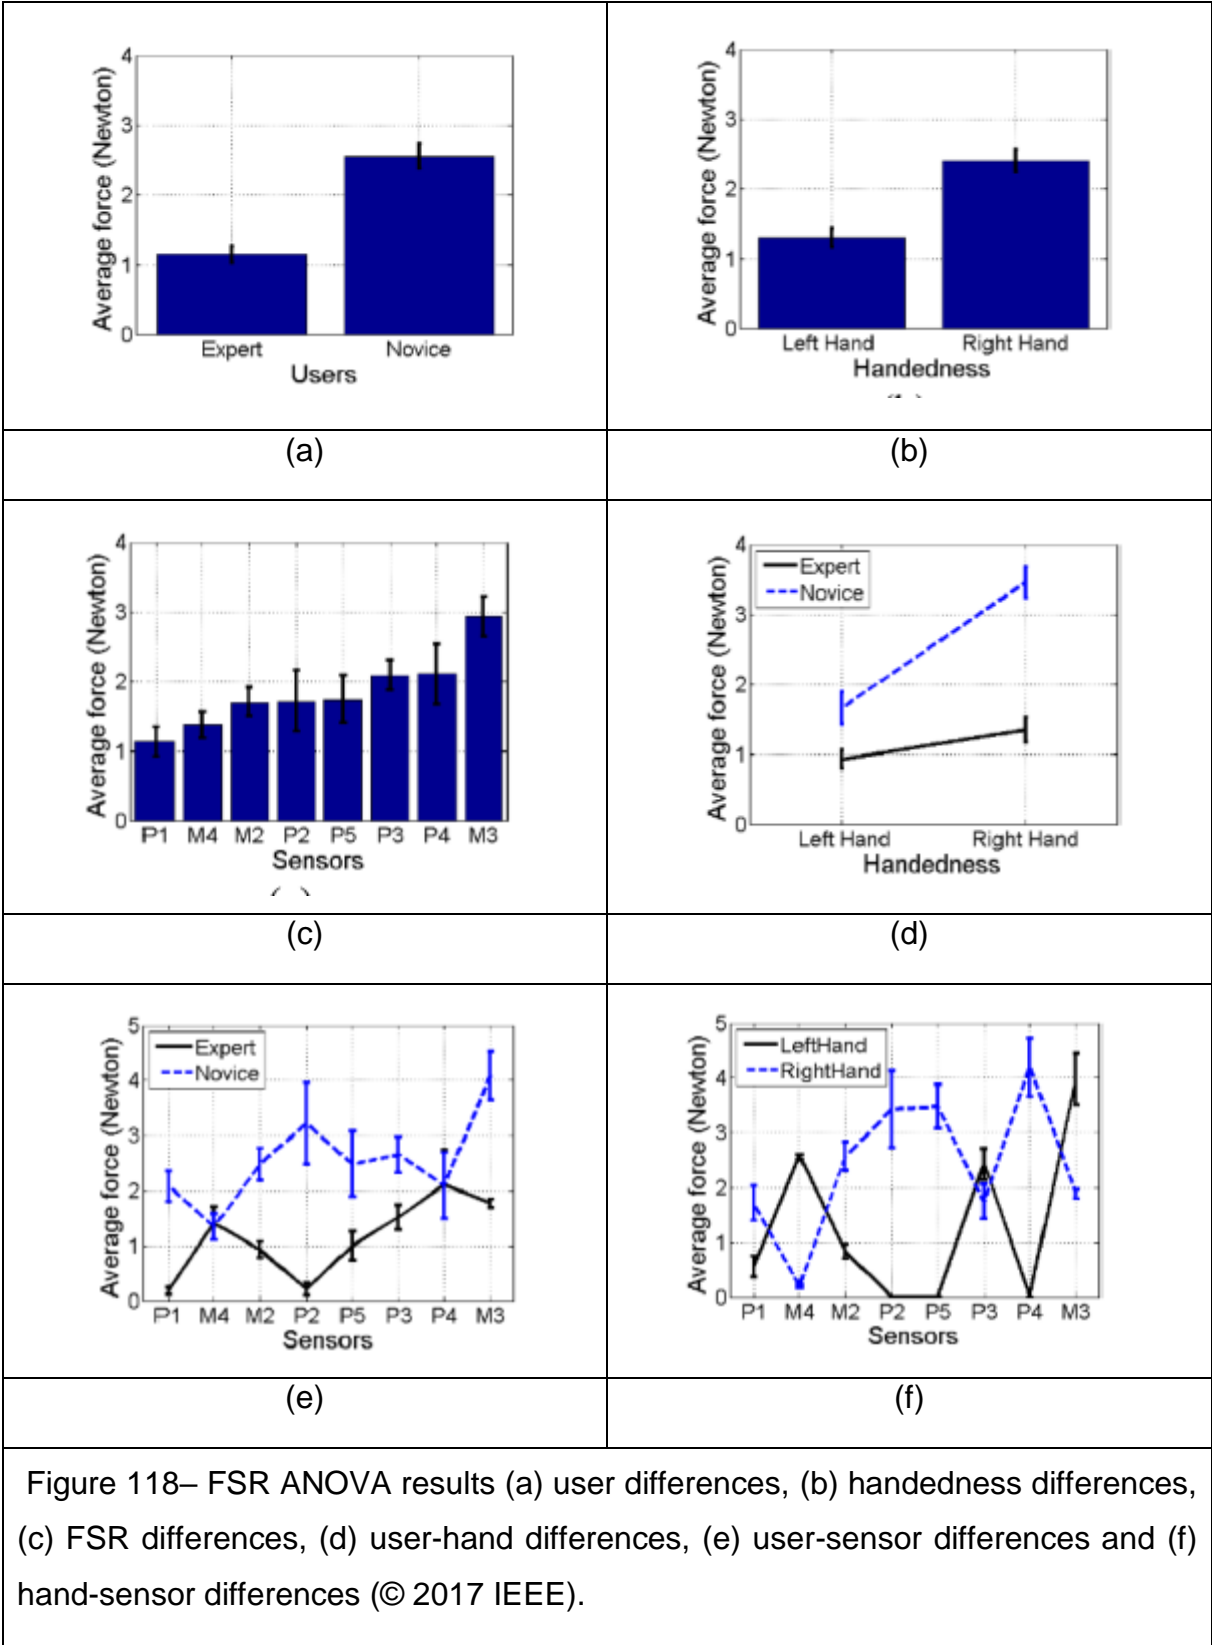 4
3
2
1
0
Average force (Newton)
Expert Novice
Users
4
3
2
1
0
Average force (Newton)
Left Hand Right Hand
Handedness
(a) (b)
4
3
2
1
0
Average force (Newton)
P1 M4 M2 P2 P5 P3 P4 M3
Sensors
4
3
2
1
0
Average force (Newton)
Expert
Novice
Left Hand Right Hand
Handedness
(c) (d)
5
4
3
2
1
0
Average force (Newton)
Expert
Novice
P1 M4 M2 P2 P5 P3 P4 M3
Sensors
5
4
3
2
1
0
Average force (Newton)
LeftHand
RightHand
P1 M4 M2 P2 P5 P3 P4 M3
Sensors
(e) (f)
Figure 118– FSR ANOVA results (a) user differences, (b) handedness differences,
(c) FSR differences, (d) user-hand differences, (e) user-sensor differences and (f)
hand-sensor differences (© 2017 IEEE).